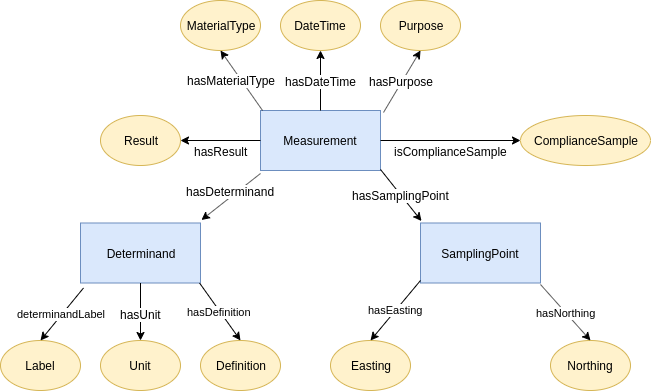 MaterialType
DateTime
Purpose
hasMaterialType
hasDateTime
hasPurpose
Result
Measurement
ComplianceSample
hasResult
isComplianceSample
hasDeterminand
hasSamplingPoint
Determinand
SamplingPoint
determinandLabel
hasUnit
hasDefinition
hasEasting
hasNorthing
Label
Unit
Definition
Easting
Northing